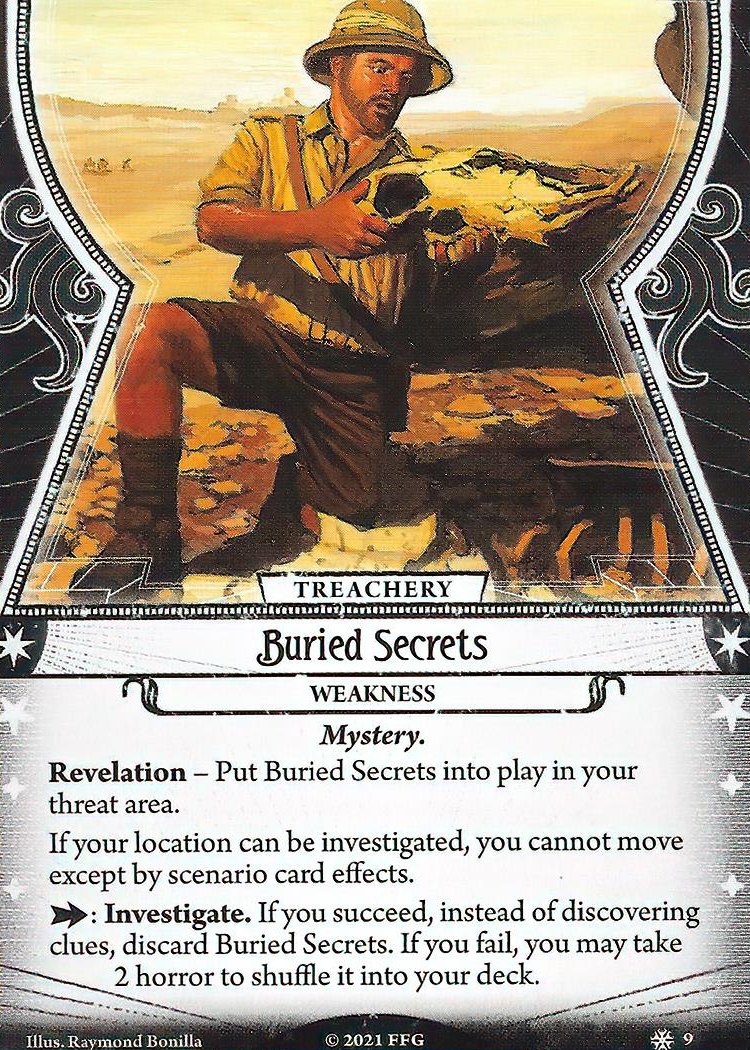 TREACHERY
Buried Secrets
WEAKNESS
Mystery.
Revelation – Put Buried Secrets into play in your
threat area.
If your location can be investigated, you cannot move
except by scenario card effects.
: Investigate. If you succeed, instead of discovering
clues, discard Buried Secrets. If you fail, you may take
2 horror to shuffle it into your deck.
Illus. Raymond Bonilla
© 2021 FFG
9